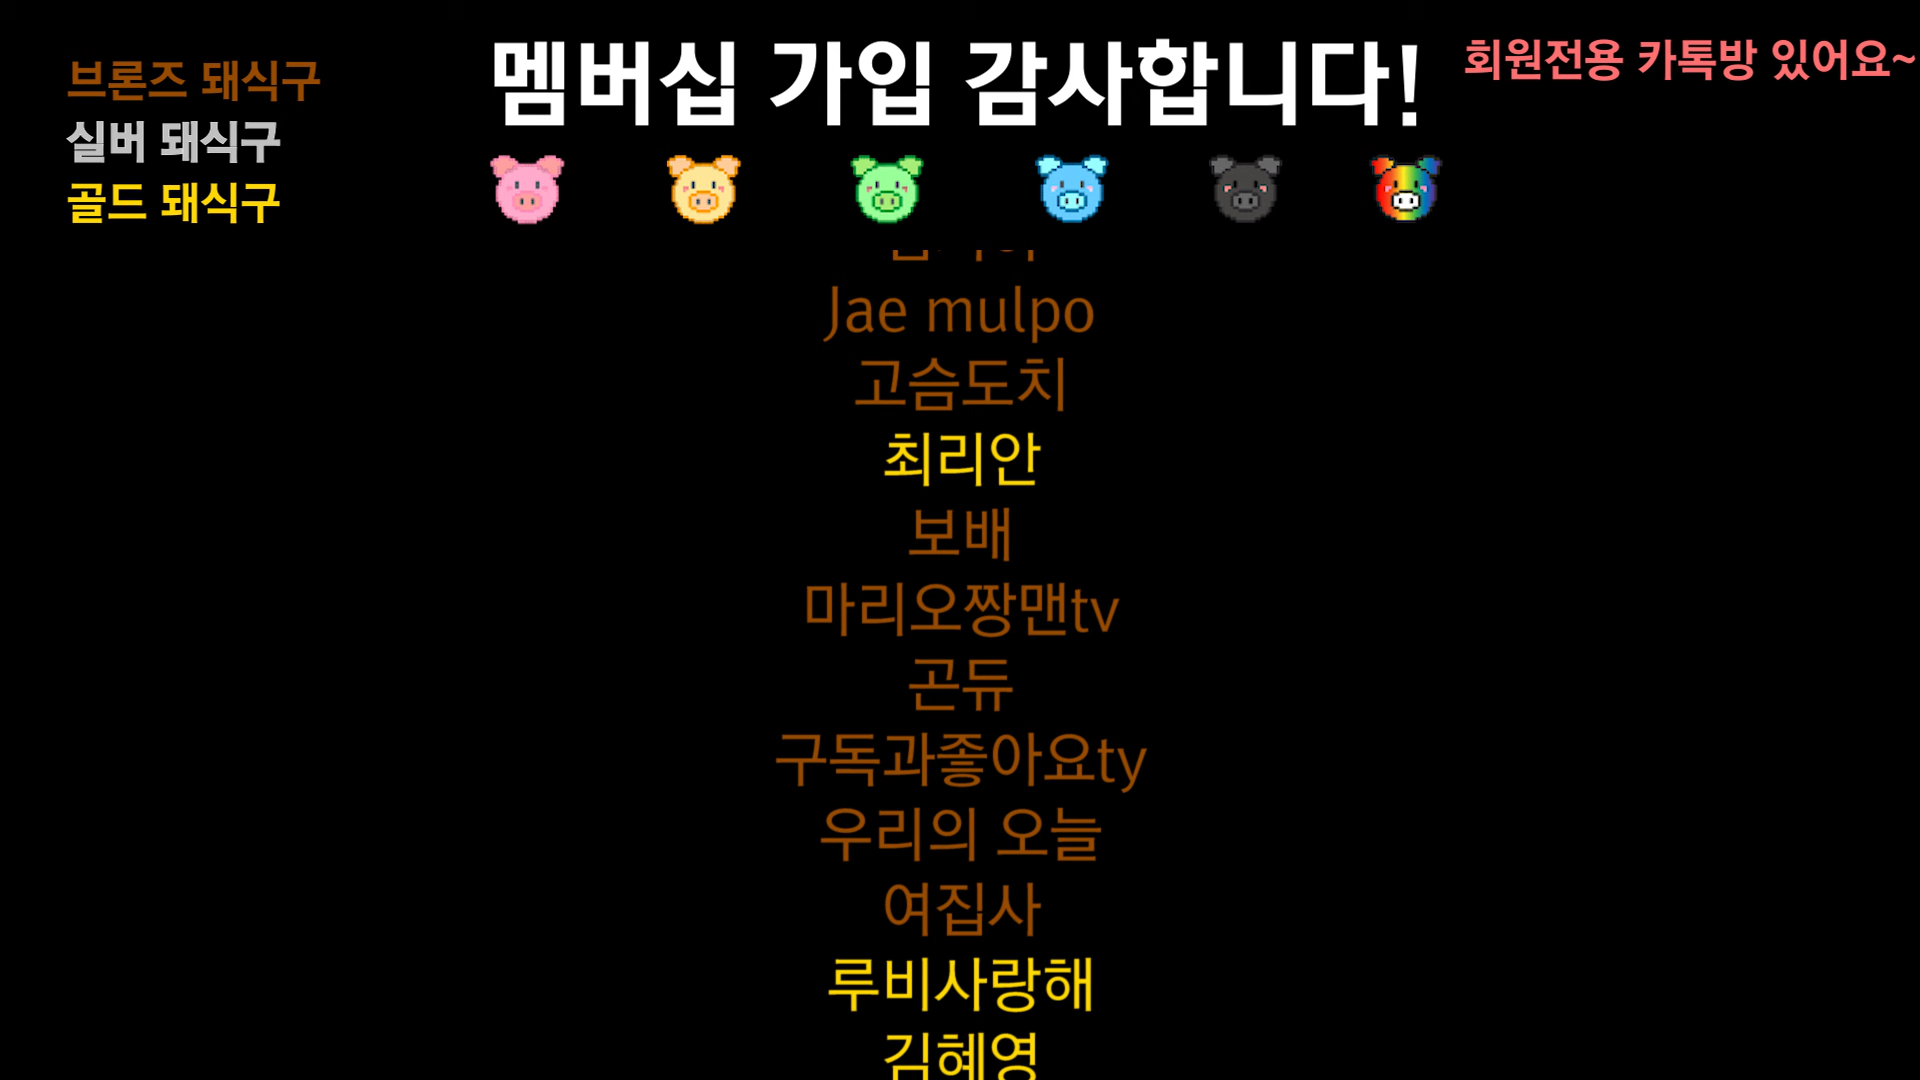 브론즈 돼식구
실버 돼식구
골드 돼식구
멤버십 가입 감사합니다!
회원전용 카톡방 있어요~
Jae mulpo
고슴도치
최리안
보배
마리오짱맨tv
곤듀
구독과좋아요ty
우리의 오늘
여집사
루비사랑해
김혜영